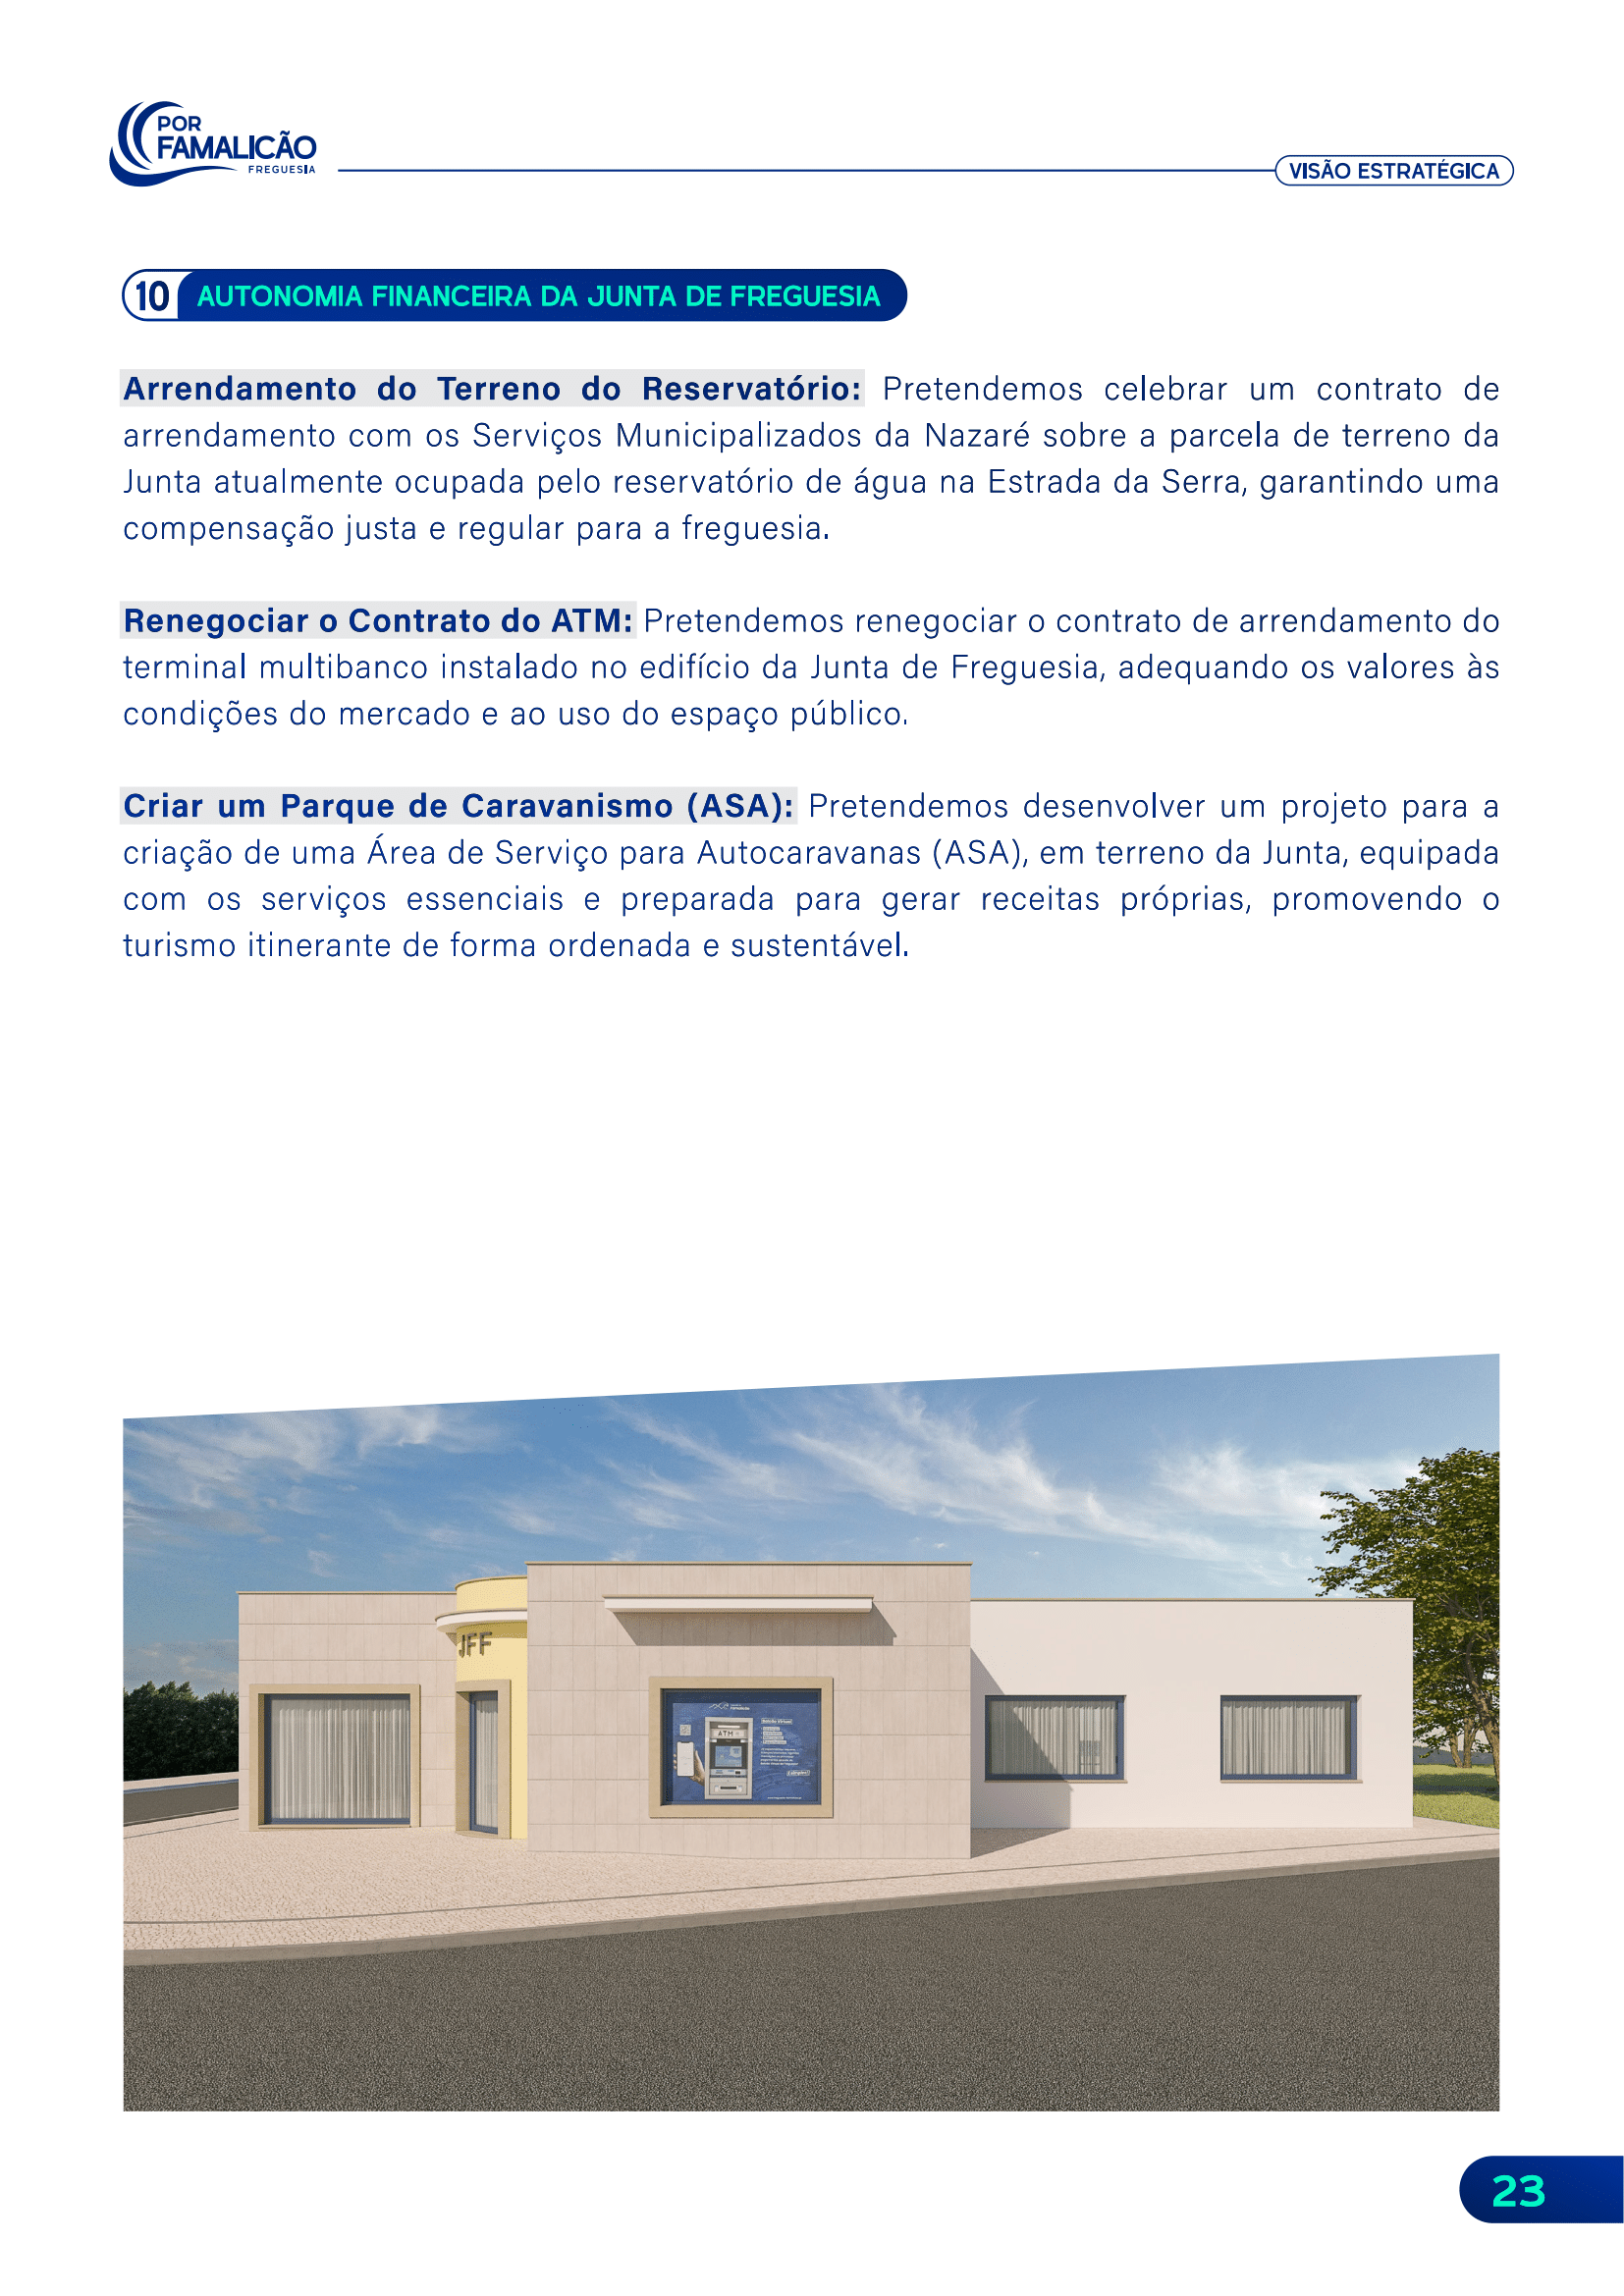 POR
FAMALICÃO
FREGUESIA
VISÃO ESTRATÉGICA
10 AUTONOMIA FINANCEIRA DA JUNTA DE FREGUESIA
Arrendamento do Terreno do Reservatório: Pretendemos celebrar um contrato de
arrendamento com os Serviços Municipalizados da Nazaré sobre a parcela de terreno da
Junta atualmente ocupada pelo reservatório de água na Estrada da Serra, garantindo uma
compensação justa e regular para a freguesia.
Renegociar o Contrato do ATM: Pretendemos renegociar o contrato de arrendamento do
terminal multibanco instalado no edifício da Junta de Freguesia, adequando os valores às
condições do mercado e ao uso do espaço público.
Criar um Parque de Caravanismo (ASA): Pretendemos desenvolver um projeto para a
criação de uma Área de Serviço para Autocaravanas (ASA), em terreno da Junta, equipada
com os serviços essenciais e preparada para gerar receitas próprias, promovendo o
turismo itinerante de forma ordenada e sustentável.
JFF
ATM
23